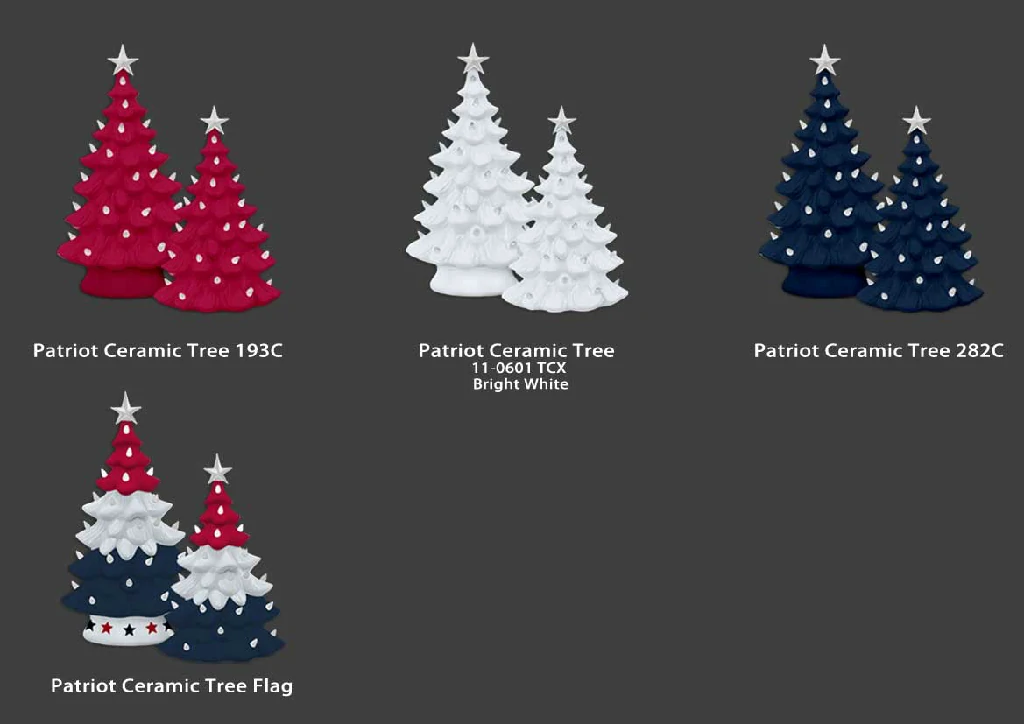 Patriot Ceramic Tree 193C
Patriot Ceramic Tree
11-0601 TCX
Bright White
Patriot Ceramic Tree 282C
Patriot Ceramic Tree Flag